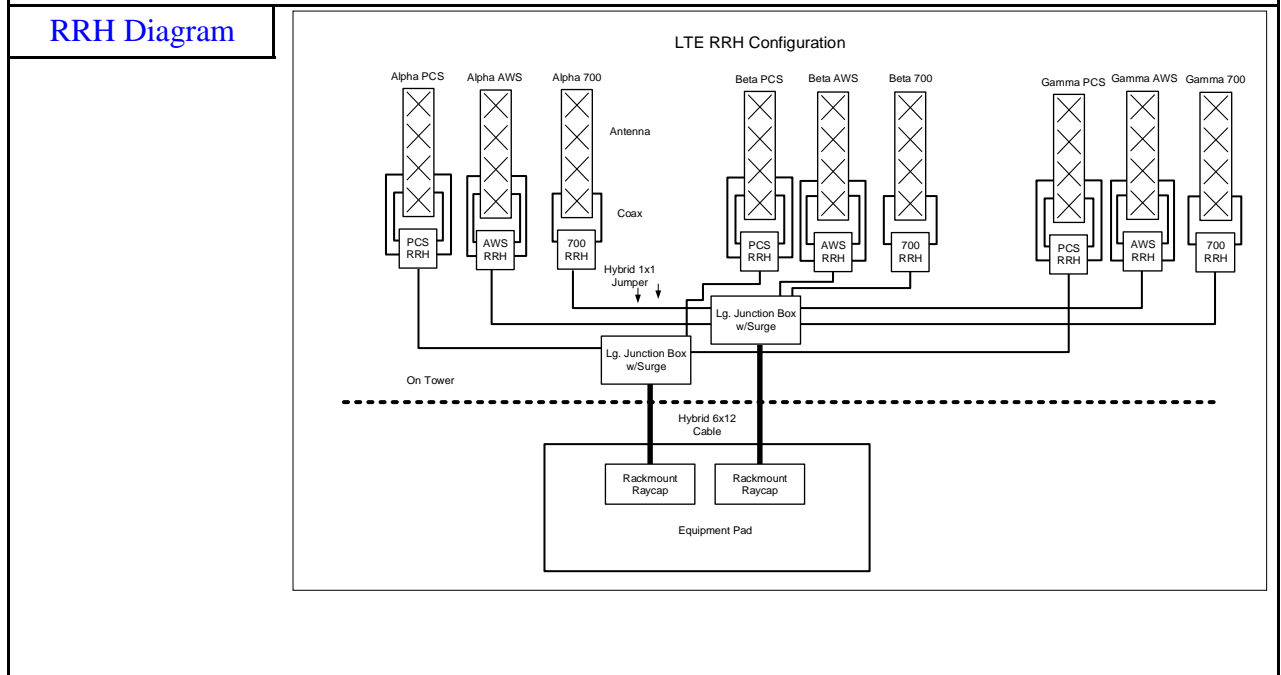 RRH Diagram
LTE RRH Configuration
Alpha PCS
Alpha AWS
Alpha 700
Beta PCS
Beta AWS
Beta 700
Gamma PCS
Gamma AWS
Gamma 700
Antenna
Coax
PCS
RRH
AWS
RRH
700
RRH
PCS
RRH
AWS
RRH
700
RRH
PCS
RRH
AWS
RRH
700
RRH
Hybrid 1x1
Jumper
Lg. Junction Box
w/Surge
Lg. Junction Box
w/Surge
On Tower
Hybrid 6x12
Cable
Rackmount
Raycap
Rackmount
Raycap
Equipment Pad